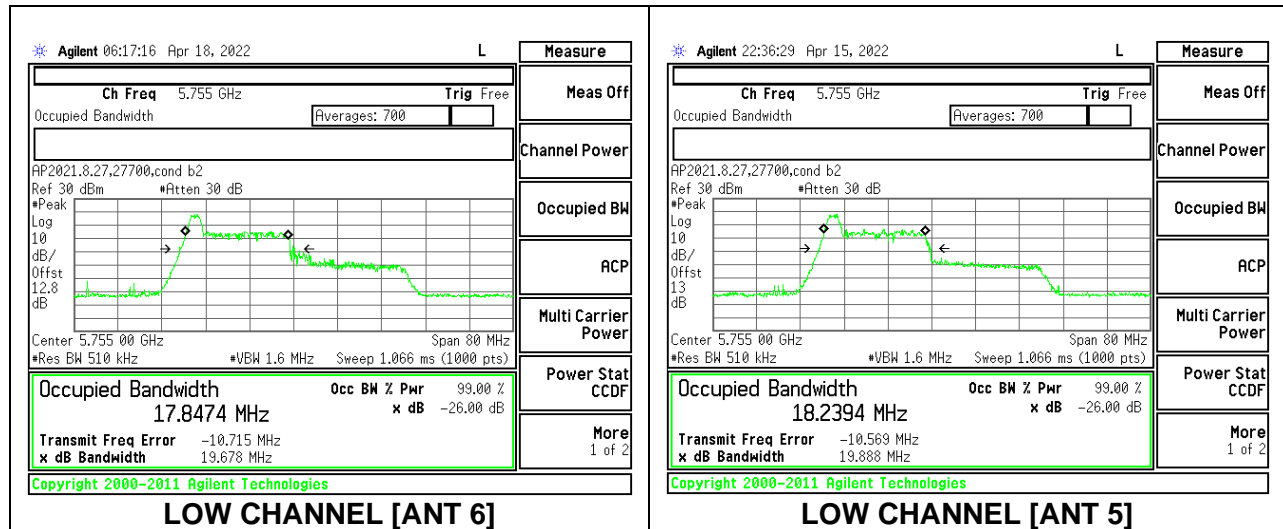 Agilent 06:17:16 Apr 18, 2022 L Measure
Ch Freq 5.755 GHz Trig Free
Occupied Bandwidth Averages: 700
AP2021.8.27,27700,cond b2
Ref 30 dBm #Atten 30 dB
#Peak
Log
10
dB/
Offst
12.8
dB
Center 5.755 00 GHz Span 80 MHz
#Res BW 510 kHz #VBW 1.6 MHz Sweep 1.066 ms (1000 pts)
Occupied Bandwidth Occ BW % Pwr 99.00 %
17.8474 MHz x dB -26.00 dB
Transmit Freq Error -10.715 MHz
x dB Bandwidth 19.678 MHz
Copyright 2000-2011 Agilent Technologies
Meas Off
Channel Power
Occupied BW
ACP
Multi Carrier
Power
Power Stat
CCDF
More
1 of 2
LOW CHANNEL [ANT 6]
Agilent 22:36:29 Apr 15, 2022 L Measure
Ch Freq 5.755 GHz Trig Free
Occupied Bandwidth Averages: 700
AP2021.8.27,27700,cond b2
Ref 30 dBm #Atten 30 dB
#Peak
Log
10
dB/
Offst
13
dB
Center 5.755 00 GHz Span 80 MHz
#Res BW 510 kHz #VBW 1.6 MHz Sweep 1.066 ms (1000 pts)
Occupied Bandwidth Occ BW % Pwr 99.00 %
18.2394 MHz x dB -26.00 dB
Transmit Freq Error -10.569 MHz
x dB Bandwidth 19.888 MHz
Copyright 2000-2011 Agilent Technologies
Meas Off
Channel Power
Occupied BW
ACP
Multi Carrier
Power
Power Stat
CCDF
More
1 of 2
LOW CHANNEL [ANT 5]